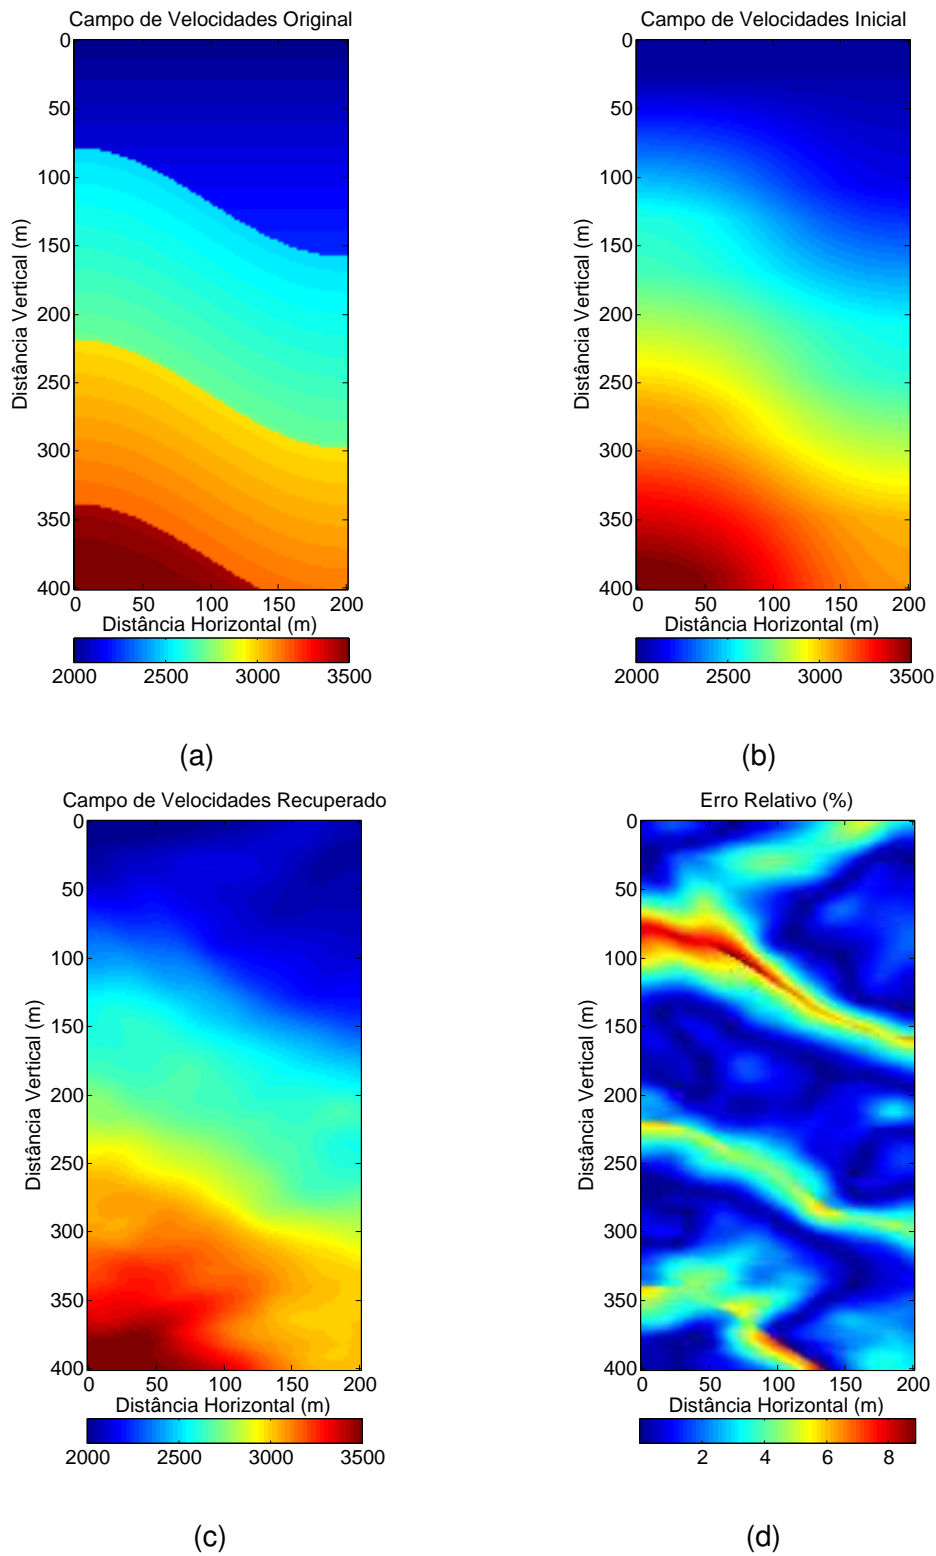 Campo de Velocidades Original
0
50
100
150
200
250
300
350
400
Distância Vertical (m)
0 50 100 150 200
Distância Horizontal (m)
2000 2500 3000 3500
(a)
Campo de Velocidades Inicial
0
50
100
150
200
250
300
350
400
Distância Vertical (m)
0 50 100 150 200
Distância Horizontal (m)
2000 2500 3000 3500
(b)
Campo de Velocidades Recuperado
0
50
100
150
200
250
300
350
400
Distância Vertical (m)
0 50 100 150 200
Distância Horizontal (m)
2000 2500 3000 3500
(c)
Erro Relativo (%)
0
50
100
150
200
250
300
350
400
Distância Vertical (m)
0 50 100 150 200
Distância Horizontal (m)
2 4 6 8
(d)